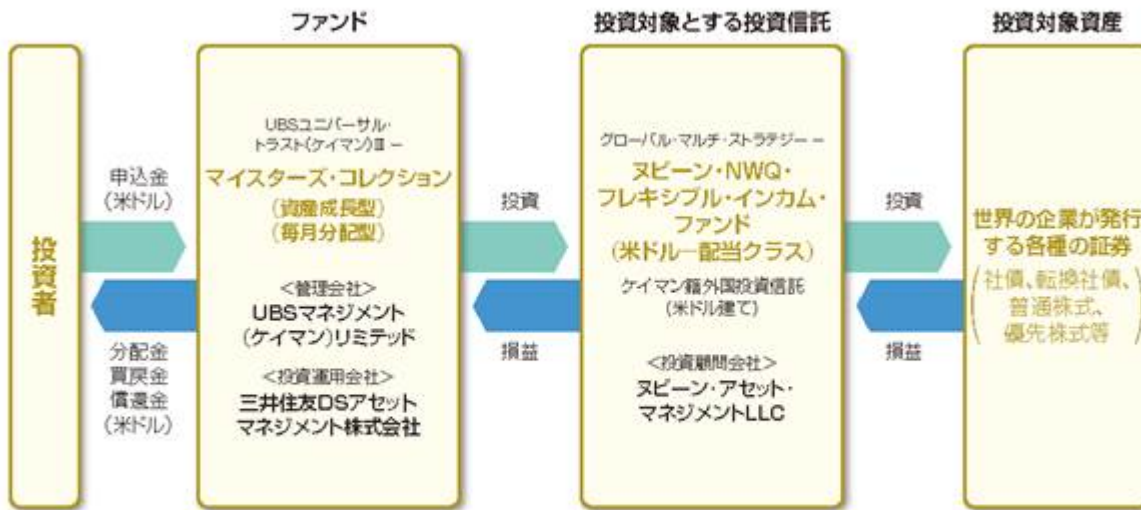 ファンド
投資対象とする投資信託
投資対象資産
投資者
申込金
(米ドル)
分配金
買戻金
償還金
(米ドル)
UBSユニバーサル・
トラスト(ケイマン)Ⅲ－
マイスターズ・コレクション
(資産成長型)
(毎月分配型)
<管理会社>
UBSマネジメント
(ケイマン)リミテッド
<投資運用会社>
三井住友DSアセット
マネジメント株式会社
投資
損益
グローバル・マルチ・ストラテジー－
ヌビーン・NWQ・
フレキシブル・インカム・
ファンド
(米ドル―配当クラス)
ケイマン籍外国投資信託
(米ドル建て)
<投資顧問会社>
ヌビーン・アセット・
マネジメントLLC
投資
損益
世界の企業が発行
する各種の証券
(社債、転換社債、
普通株式、
優先株式等)